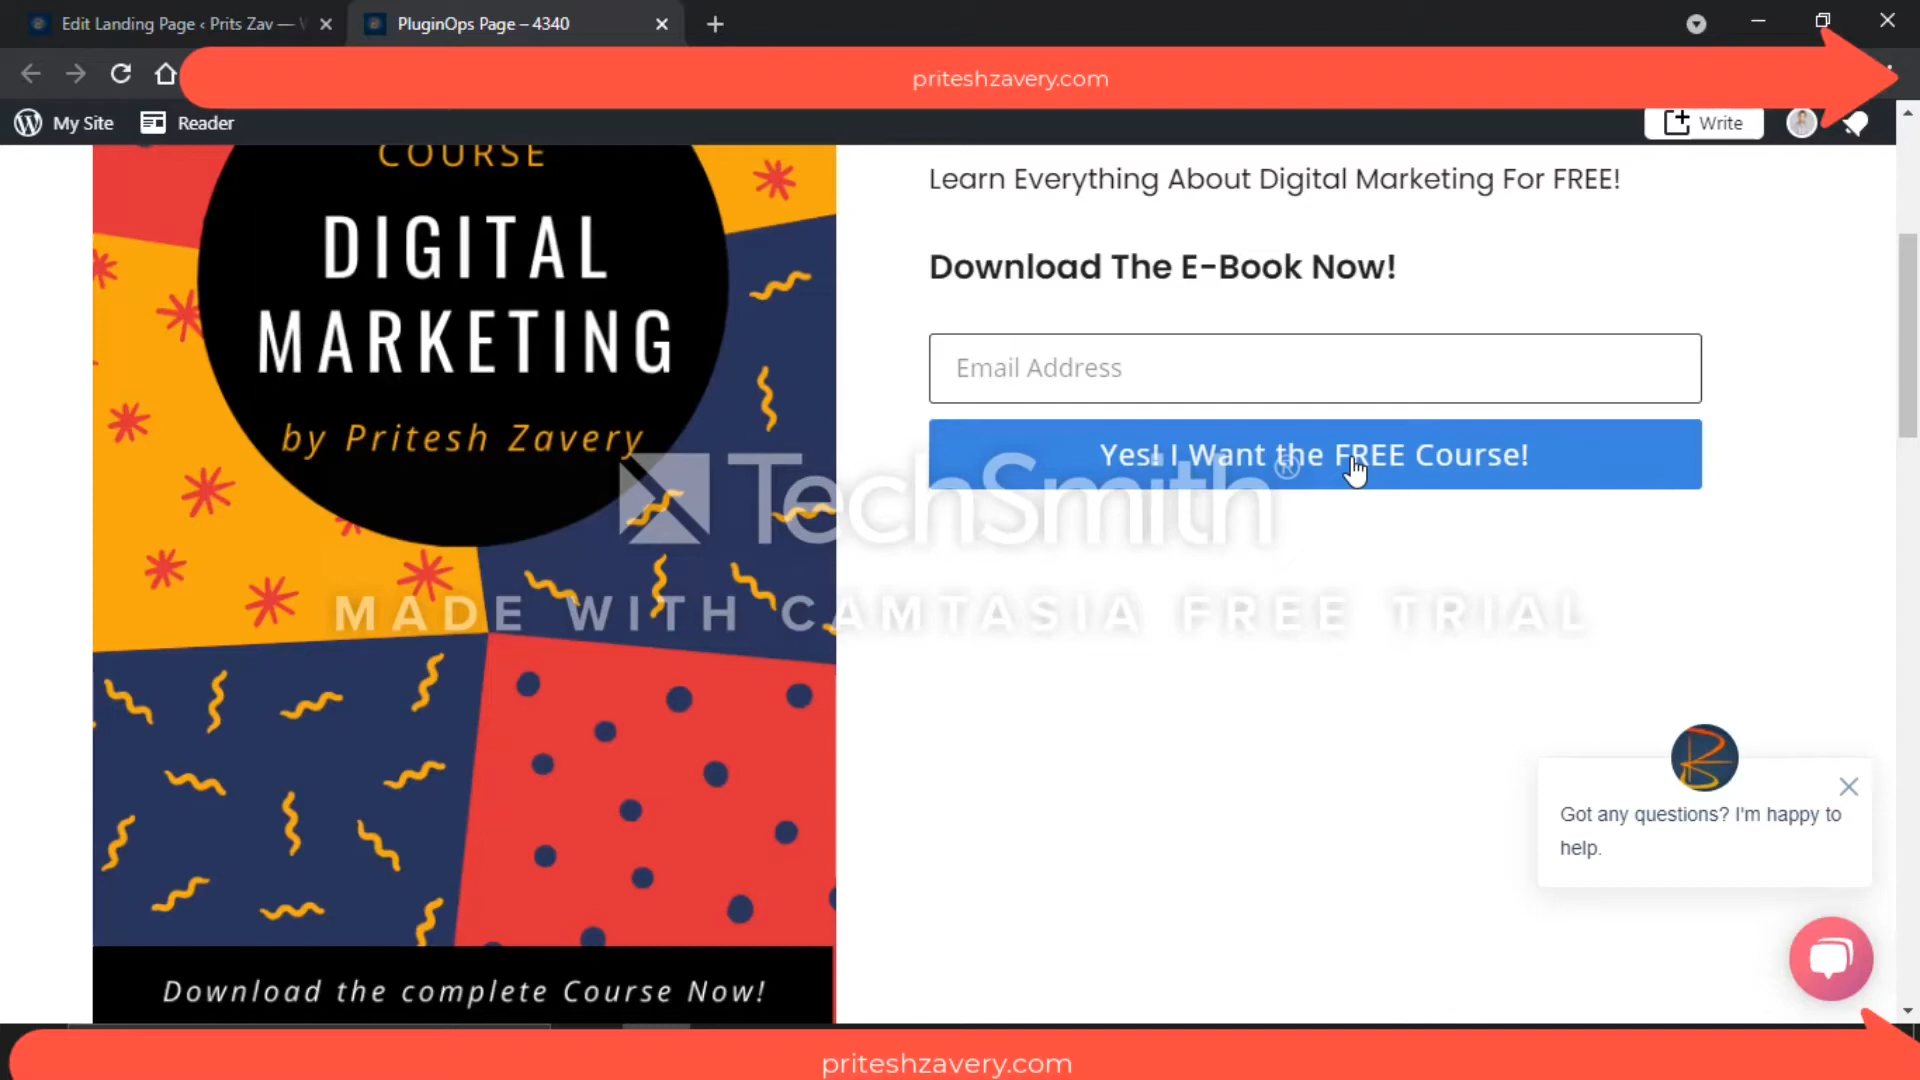 Edit Landing Page ‹ Prits Zav —
PluginOps Page – 4340
priteshzavery.com
My Site
Reader
Write
COURSE
DIGITAL
MARKETING
by Pritesh Zavery
Download the complete Course Now!
Learn Everything About Digital Marketing For FREE!
Download The E-Book Now!
Email Address
Yes! I Want the FREE Course!
TechSmith®
MADE WITH CAMTASIA FREE TRIAL
Got any questions? I'm happy to
help.
priteshzavery.com